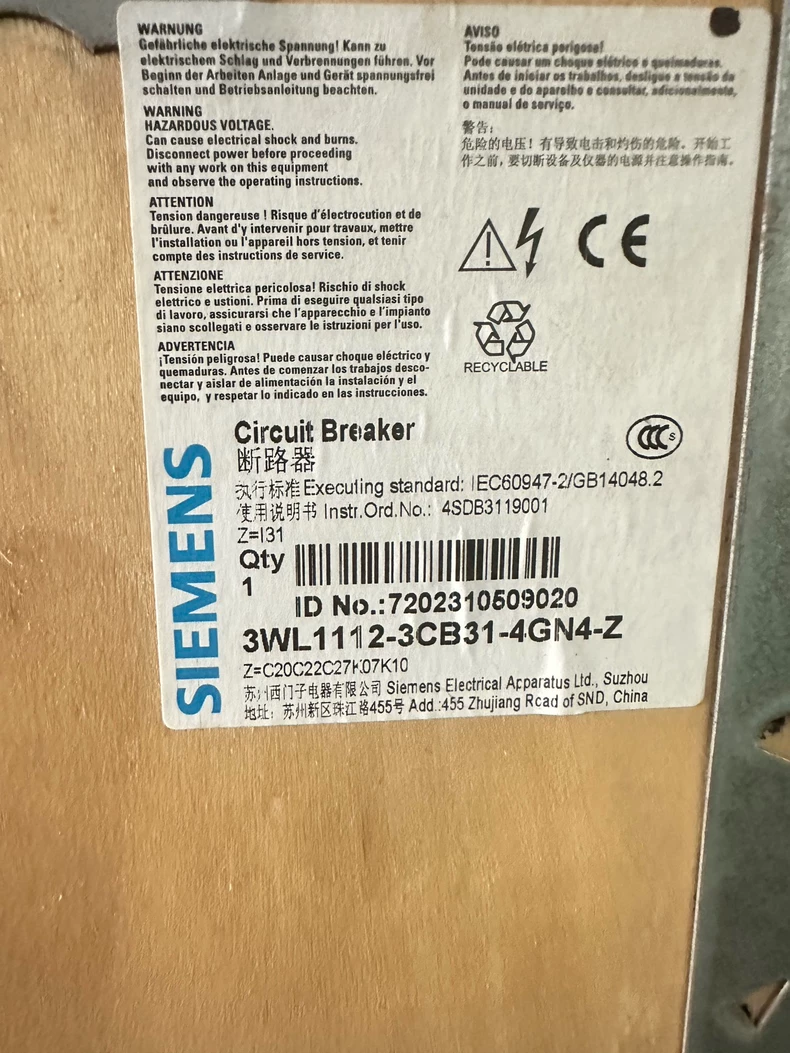 WARNUNG
Gefährliche elektrische Spannung! Kann zu
elektrischem Schlag und Verbrennungen führen. Vor
Beginn der Arbeiten Anlage und Gerät spannungsfrei
schalten und Betriebsanleitung beachten.
WARNING
HAZARDOUS VOLTAGE.
Can cause electrical shock and burns.
Disconnect power before proceeding
with any work on this equipment
and observe the operating instructions.
ATTENTION
Tension dangereuse ! Risque d'électrocution et de
brûlure. Avant d'y intervenir pour travaux, mettre
l'installation ou l'appareil hors tension, et tenir
compte des instructions de service.
ATTENZIONE
Tensione elettrica pericolosa! Rischio di shock
elettrico e ustioni. Prima di eseguire qualsiasi tipo
di lavoro, assicurarsi che l'apparecchio e l'impianto
siano scollegati e osservare le istruzioni per l'uso.
ADVERTENCIA
¡Tensión peligrosa! Puede causar choque eléctrico y
quemaduras. Antes de comenzar los trabajos desco-
nectar y aislar de alimentación la instalación y el
equipo, y respetar lo indicado en las instrucciones.
AVISO
Tensão elétrica perigosa!
Pode causar um choque elétrico e queimaduras.
Antes de iniciar os trabalhos, desligue a tensão da
unidade e do aparelho e consultar, adicionalmente,
o manual de serviço.
警告:
危险的电压! 有导致电击和灼伤的危险。开始工
作之前, 要切断设备及仪器的电源并注意操作指南。
CE
RECYCLABLE
SIEMENS
Circuit Breaker
断路器
CCC S
执行标准 Executing standard: IEC60947-2/GB14048.2
使用说明书 Instr.Ord.No.: 4SDB3119001
Z=I31
Qty
1
ID No.:7202310509020
3WL1112-3CB31-4GN4-Z
Z=C20C22C27K07K10
苏州西门子电器有限公司 Siemens Electrical Apparatus Ltd., Suzhou
地址: 苏州新区珠江路455号 Add.:455 Zhujiang Road of SND, China